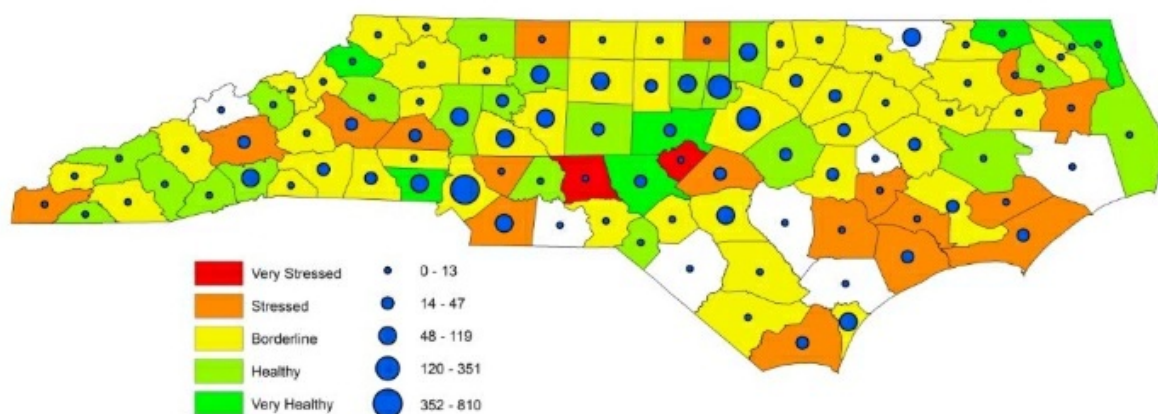 Very Stressed 0 - 13
Stressed 14 - 47
Borderline 48 - 119
Healthy 120 - 351
Very Healthy 352 - 810